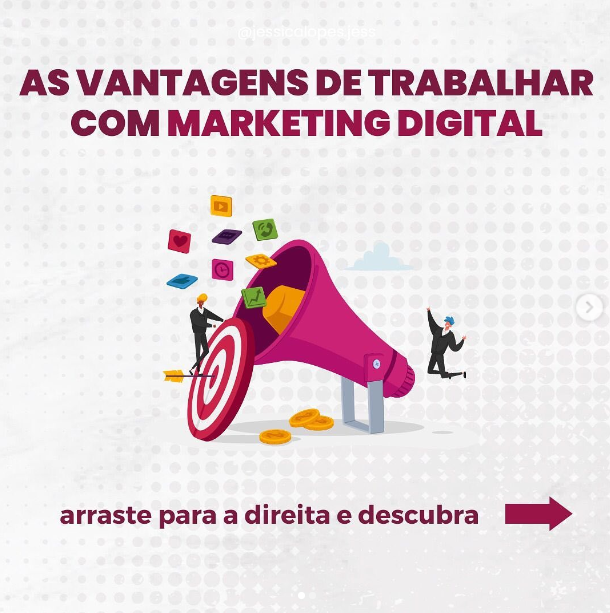 AS VANTAGENS DE TRABALHAR
COM MARKETING DIGITAL
arraste para a direita e descubra